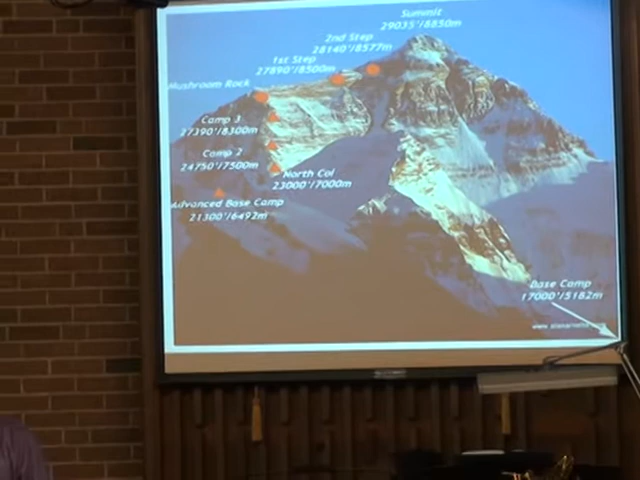 Summit
29035'/8850m
2nd Step
28140'/8577m
1st Step
27890'/8500m
Mushroom Rock
Camp 3
27390'/8300m
Camp 2
24750'/7500m
North Col
23000'/7000m
Advanced Base Camp
21300'/6492m
Base Camp
17000'/5182m